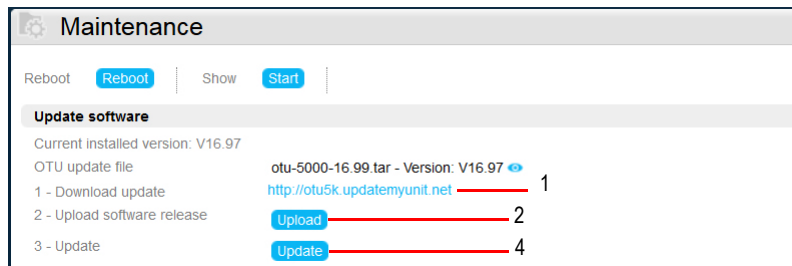 Maintenance
Reboot Reboot Show Start
Update software
Current installed version: V16.97
OTU update file otu-5000-16.99.tar - Version: V16.97
1 - Download update http://otu5k.updatemyunit.net 1
2 - Upload software release Upload 2
3 - Update Update 4